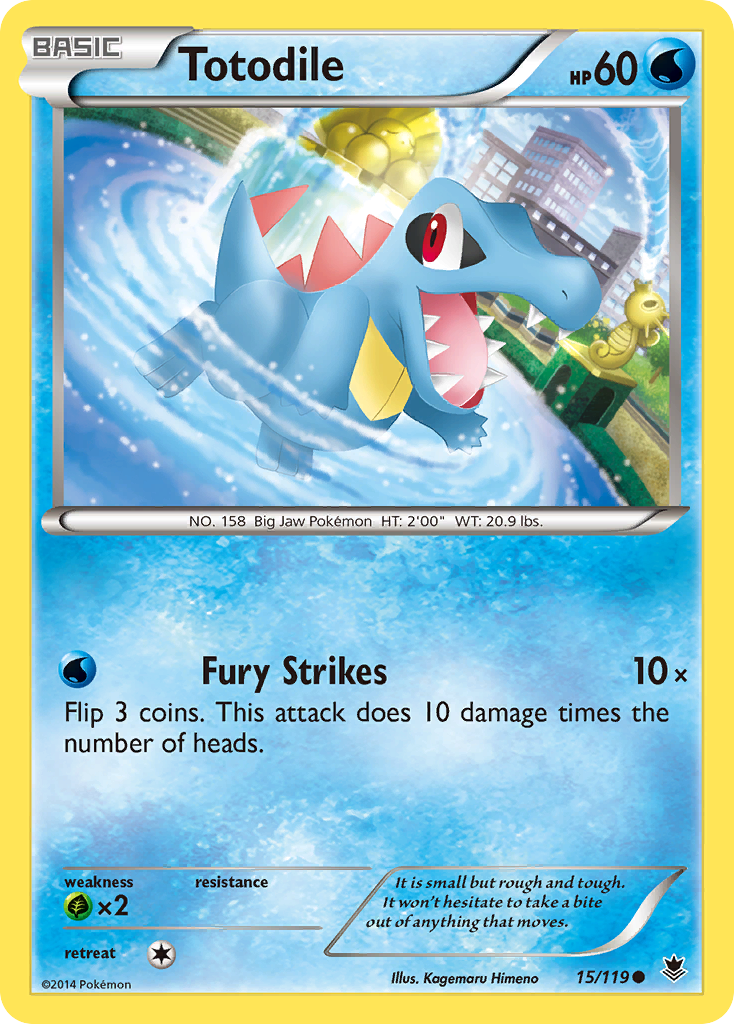 BASIC
Totodile
HP60
NO. 158 Big Jaw Pokémon HT: 2'00" WT: 20.9 lbs.
Fury Strikes 10×
Flip 3 coins. This attack does 10 damage times the
number of heads.
weakness resistance
×2
retreat
It is small but rough and tough.
It won't hesitate to take a bite
out of anything that moves.
©2014 Pokémon
Illus. Kagemaru Himeno
15/119